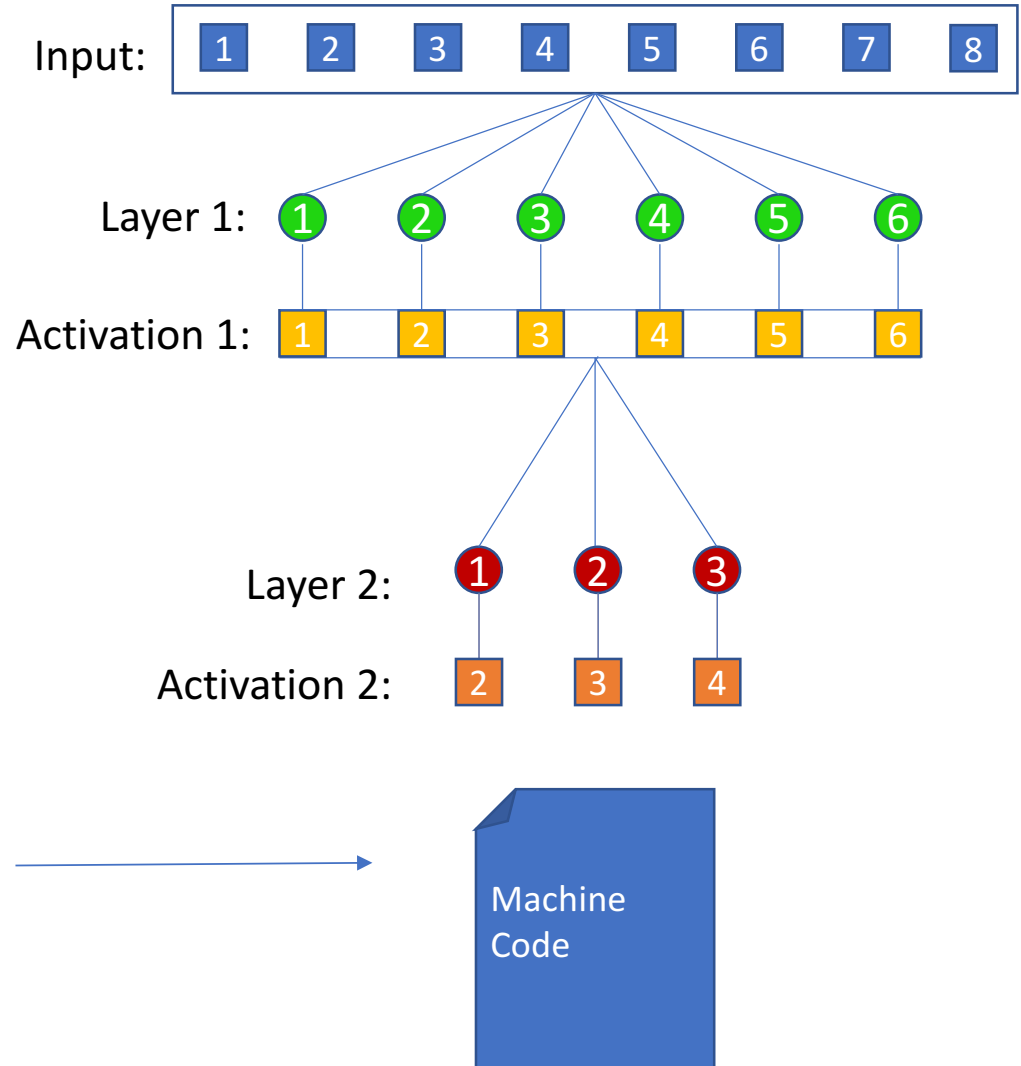 Input: 1 2 3 4 5 6 7 8
Layer 1: 1 2 3 4 5 6
Activation 1: 1 2 3 4 5 6
Layer 2: 1 2 3
Activation 2: 2 3 4
Machine
Code